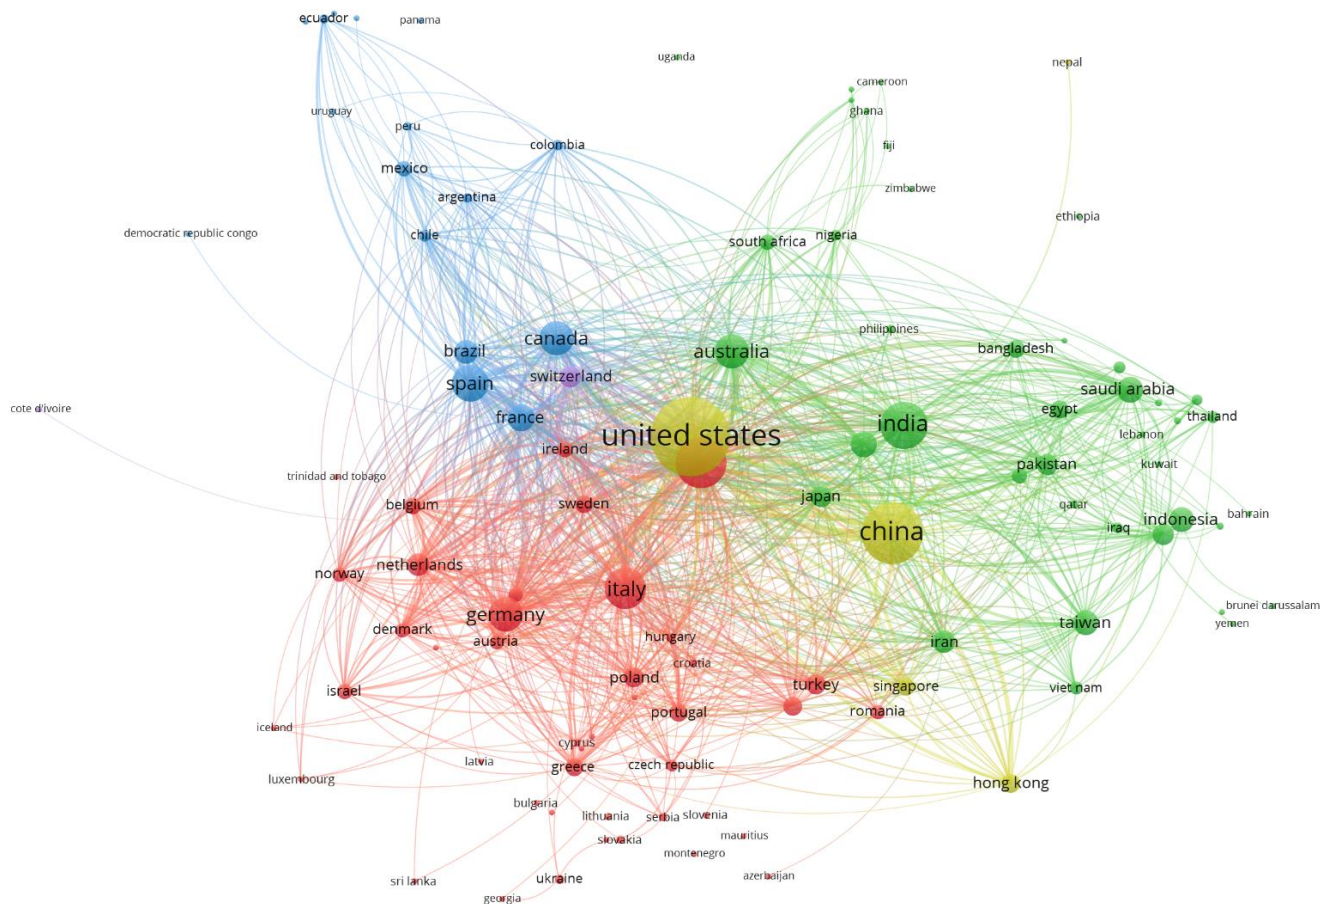 ecuador
panama
uganda
nepal
cameroon
uruguay
ghana
peru
colombia
fiji
mexico
zimbabwe
argentina
ethiopia
democratic republic congo
chile
south africa
nigeria
philippines
canada
brazil
australia
bangladesh
switzerland
spain
saudi arabia
cote d'ivoire
france
egypt
thailand
india
united states
lebanon
ireland
pakistan
kuwait
trinidad and tobago
belgium
sweden
japan
qatar
bahrain
indonesia
iraq
china
netherlands
norway
italy
brunei darussalam
germany
yemen
taiwan
denmark
austria
hungary
iran
croatia
poland
turkey
singapore
viet nam
israel
portugal
romania
iceland
cyprus
latvia
greece
czech republic
luxembourg
hong kong
bulgaria
lithuania
serbia
slovenia
slovakia
mauritius
montenegro
sri lanka
ukraine
azerbaijan
georgia